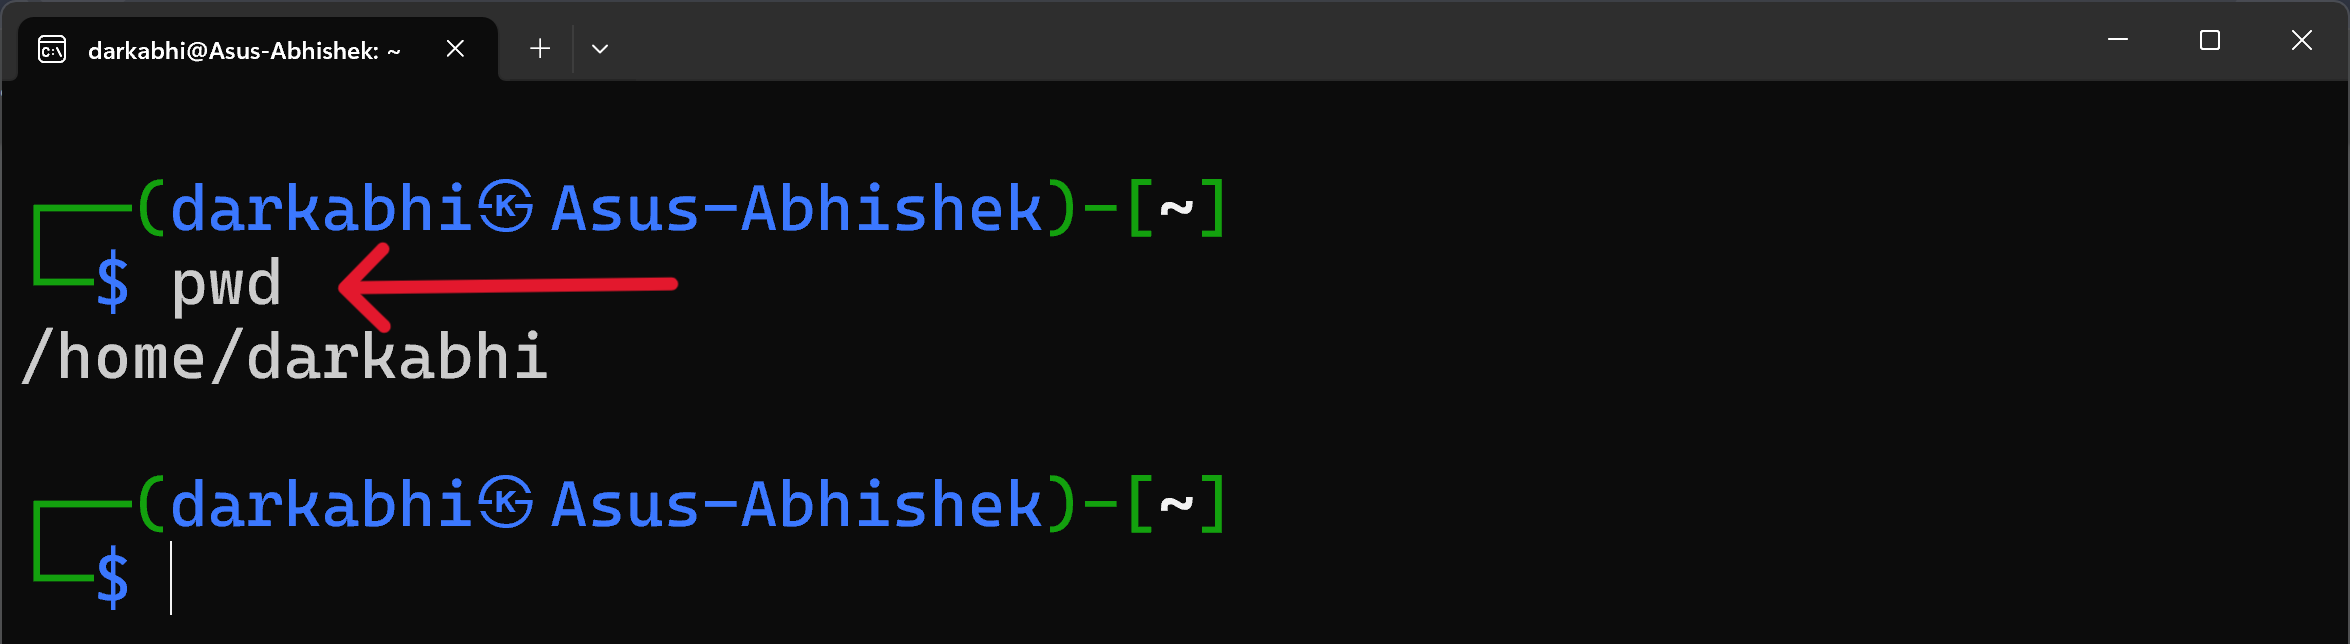 darkabhi@Asus-Abhishek: ~
┌──(darkabhi㉿Asus-Abhishek)-[~]
└─$ pwd
/home/darkabhi
┌──(darkabhi㉿Asus-Abhishek)-[~]
└─$